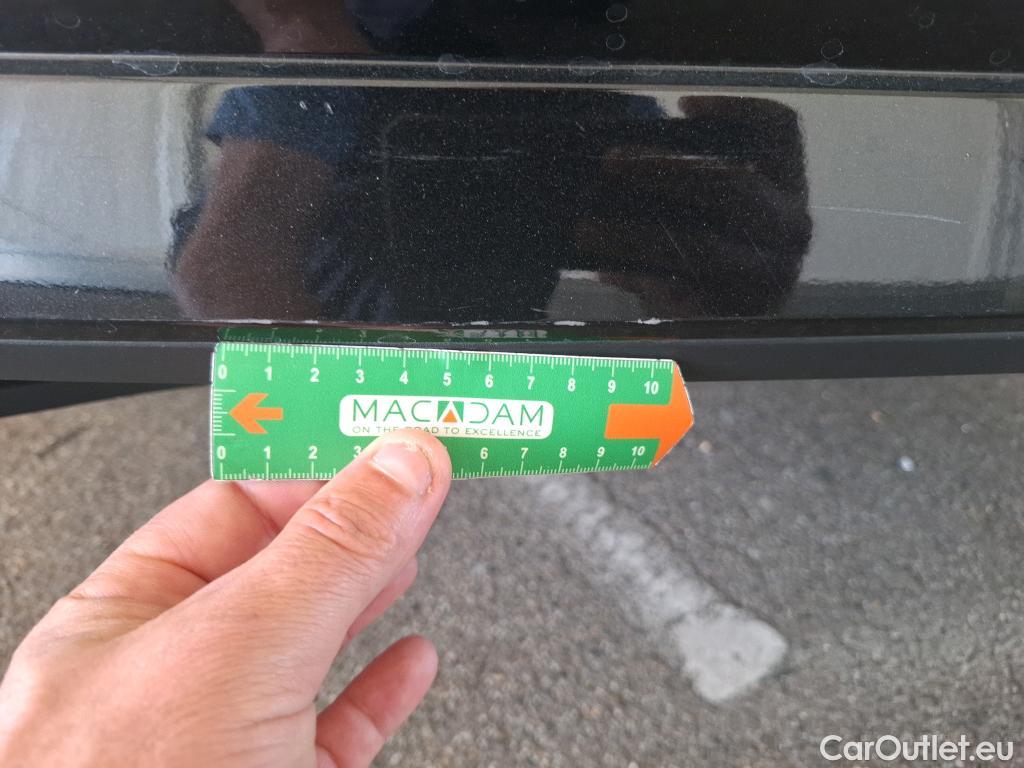 0 1 2 3 4 5 6 7 8 9 10
MACADAM
ON THE ROAD TO EXCELLENCE
0 1 2 3 6 7 8 9 10
CarOutlet.eu